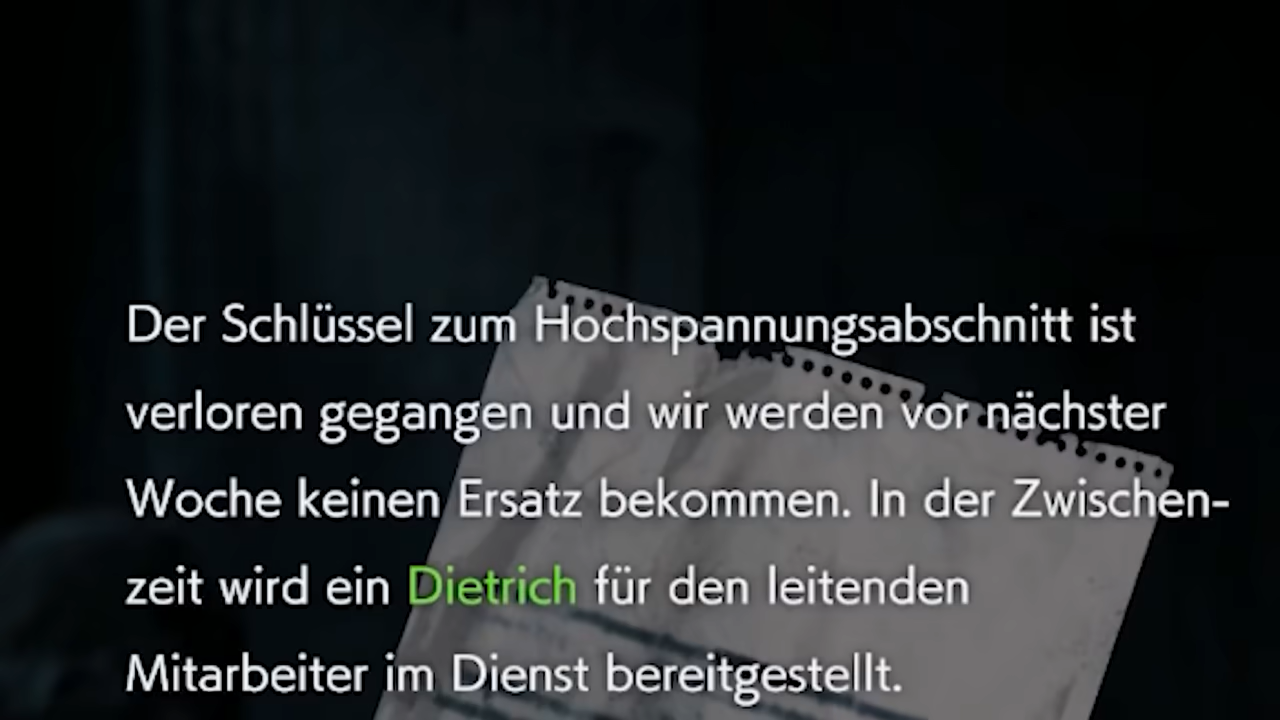 Der Schlüssel zum Hochspannungsabschnitt ist
verloren gegangen und wir werden vor nächster
Woche keinen Ersatz bekommen. In der Zwischen-
zeit wird ein Dietrich für den leitenden
Mitarbeiter im Dienst bereitgestellt.